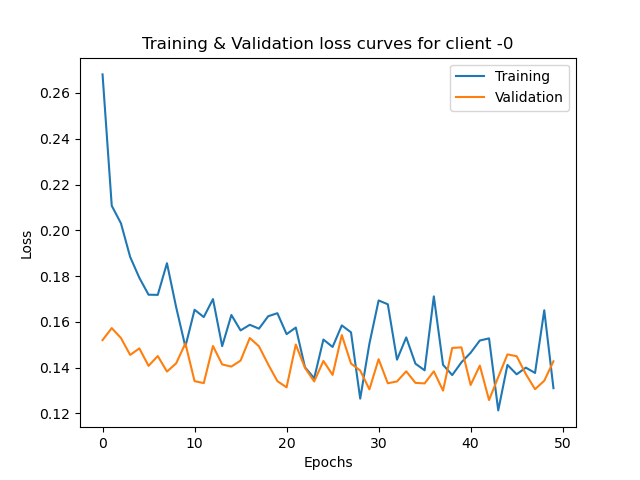 Training & Validation loss curves for client -0
Training
Validation
0.26
0.24
0.22
0.20
0.18
0.16
0.14
0.12
Loss
0 10 20 30 40 50
Epochs